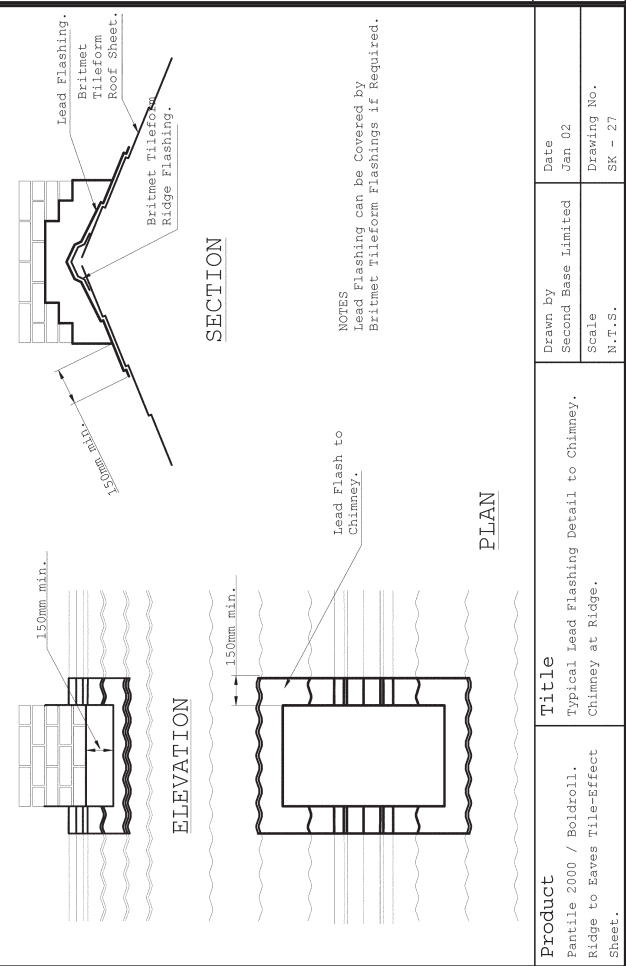 150mm min.
ELEVATION
150mm min.
Lead Flash to
Chimney.
PLAN
150mm min.
Lead Flashing.
Britmet
Tileform
Roof Sheet.
Britmet Tileform
Ridge Flashing.
SECTION
NOTES
Lead Flashing can be Covered by
Britmet Tileform Flashings if Required.
Product
Pantile 2000 / Boldroll.
Ridge to Eaves Tile-Effect
Sheet.
Title
Typical Lead Flashing Detail to Chimney.
Chimney at Ridge.
Drawn by
Second Base Limited
Scale
N.T.S.
Date
Jan 02
Drawing No.
SK - 27